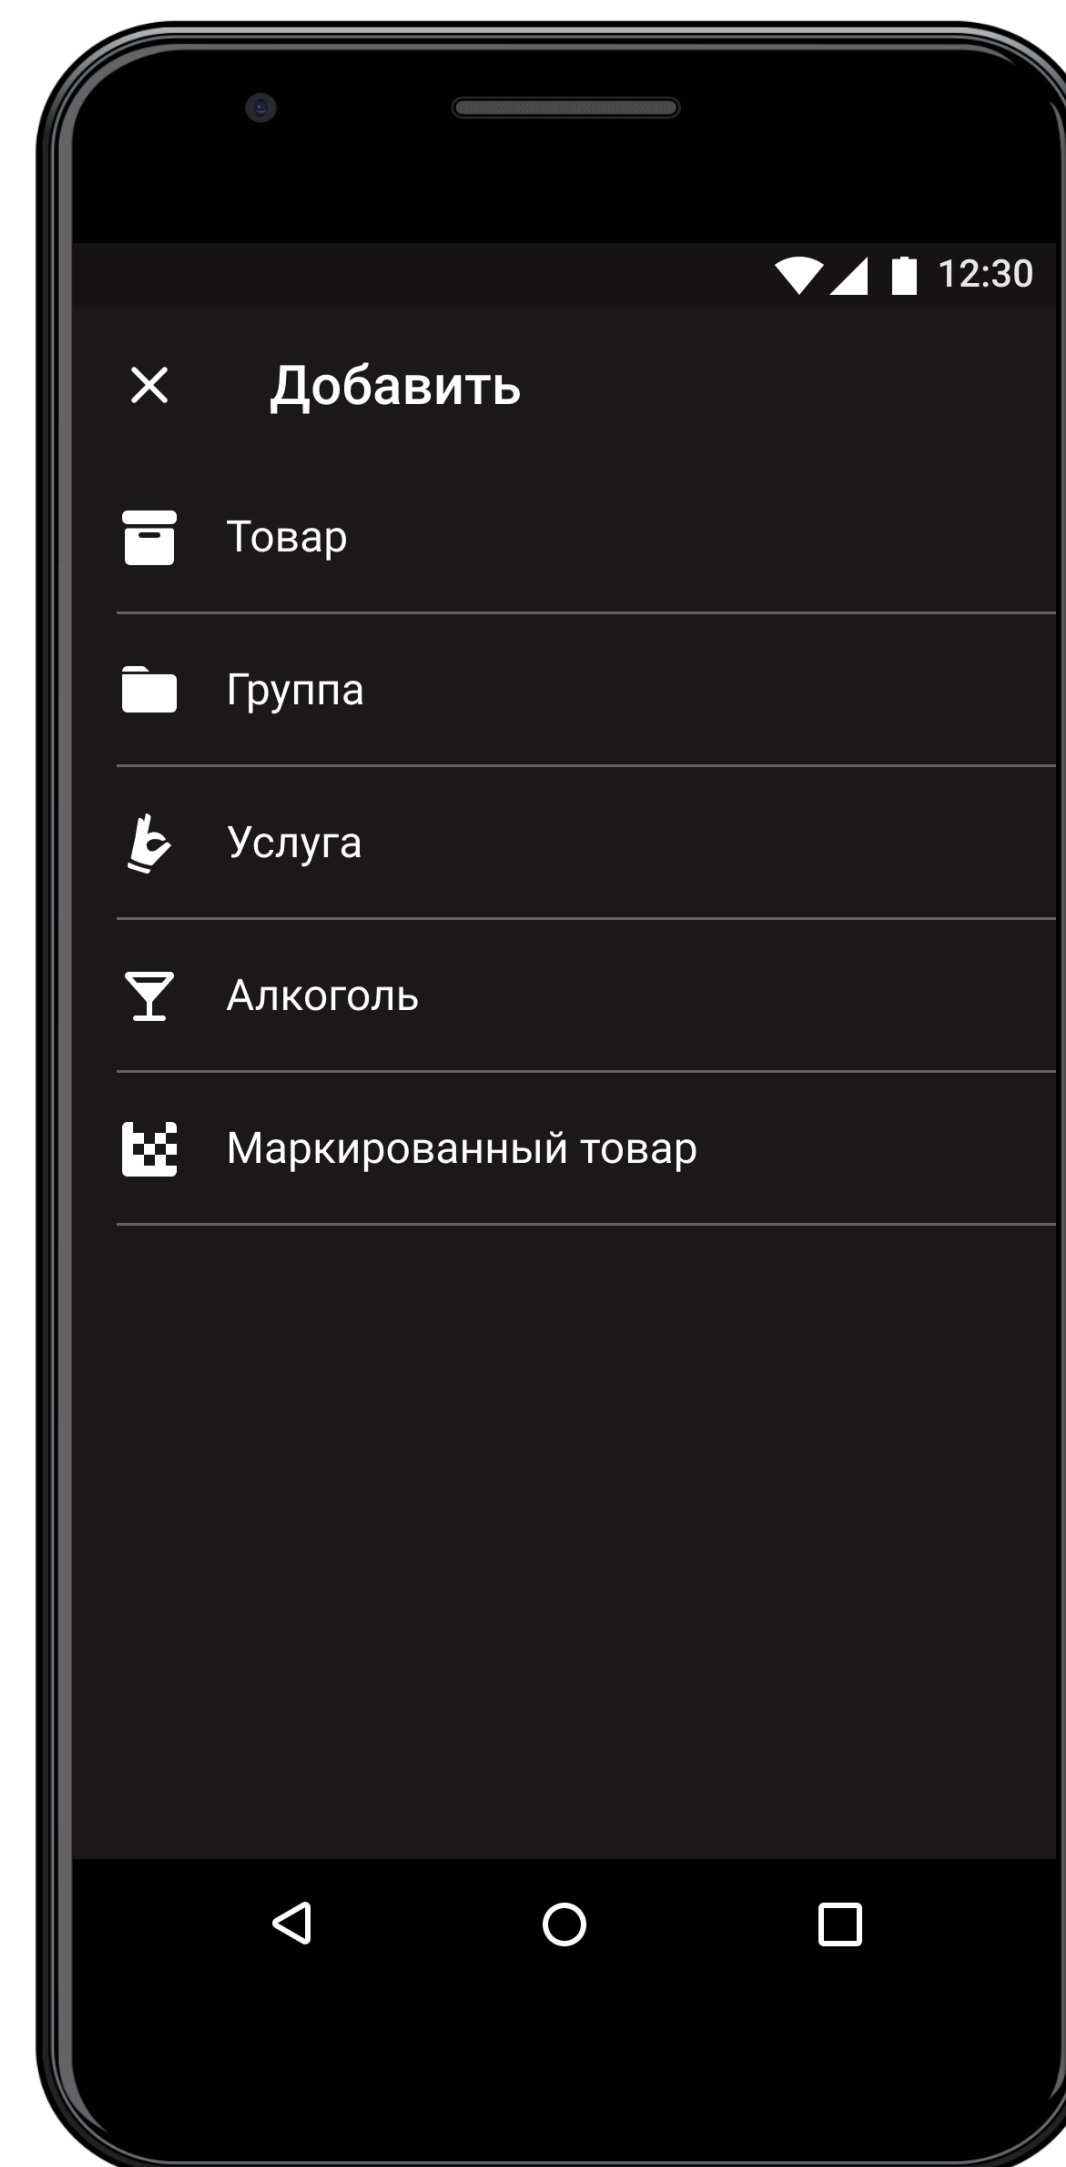 12:30
Добавить
Товар
Группа
Услуга
Алкоголь
Маркированный товар